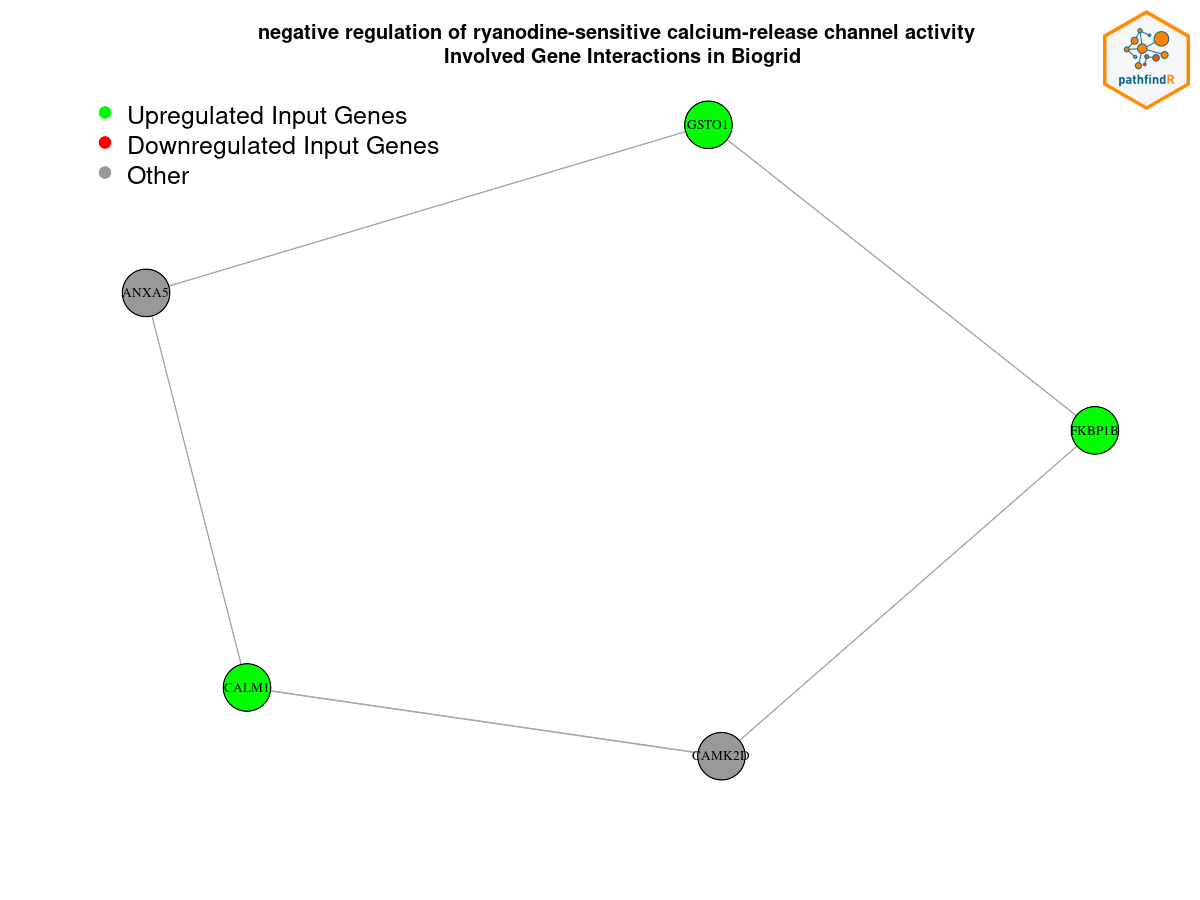 negative regulation of ryanodine-sensitive calcium-release channel activity
Involved Gene Interactions in Biogrid
pathfindR
Upregulated Input Genes
Downregulated Input Genes
Other
GSTO1
ANXA5
FKBP1B
CALM1
CAMK2D